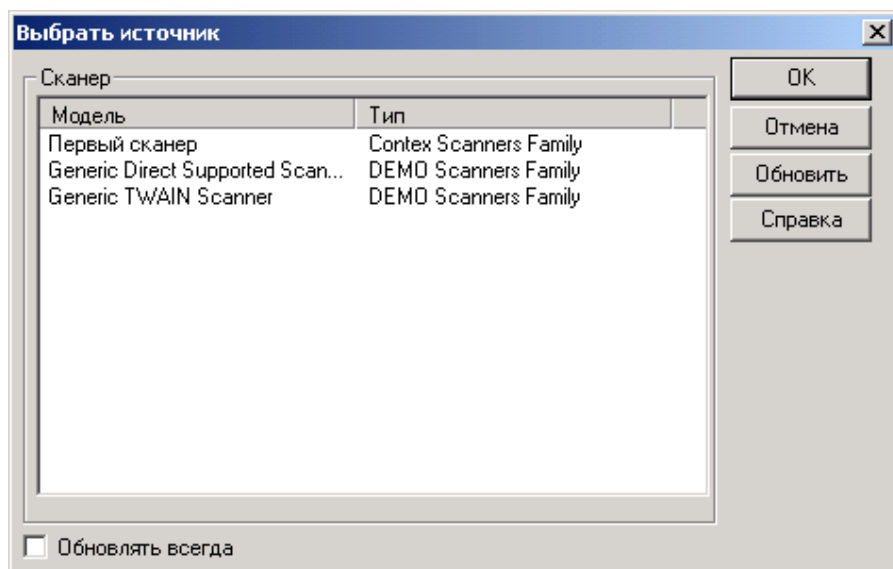 Выбрать источник
Сканер
Модель Тип
Первый сканер Contex Scanners Family
Generic Direct Supported Scan... DEMO Scanners Family
Generic TWAIN Scanner DEMO Scanners Family
OK
Отмена
Обновить
Справка
Обновлять всегда